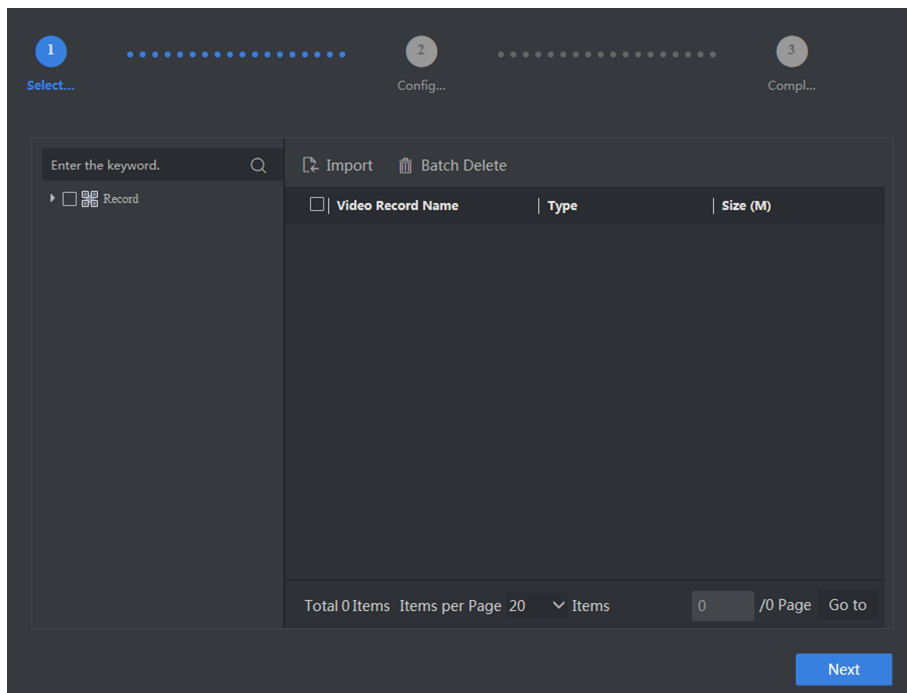 1 2 3
Select... Config... Compl...
Enter the keyword. Import Batch Delete
Record
Video Record Name Type Size (M)
Total 0 Items Items per Page 20 Items 0 /0 Page Go to
Next